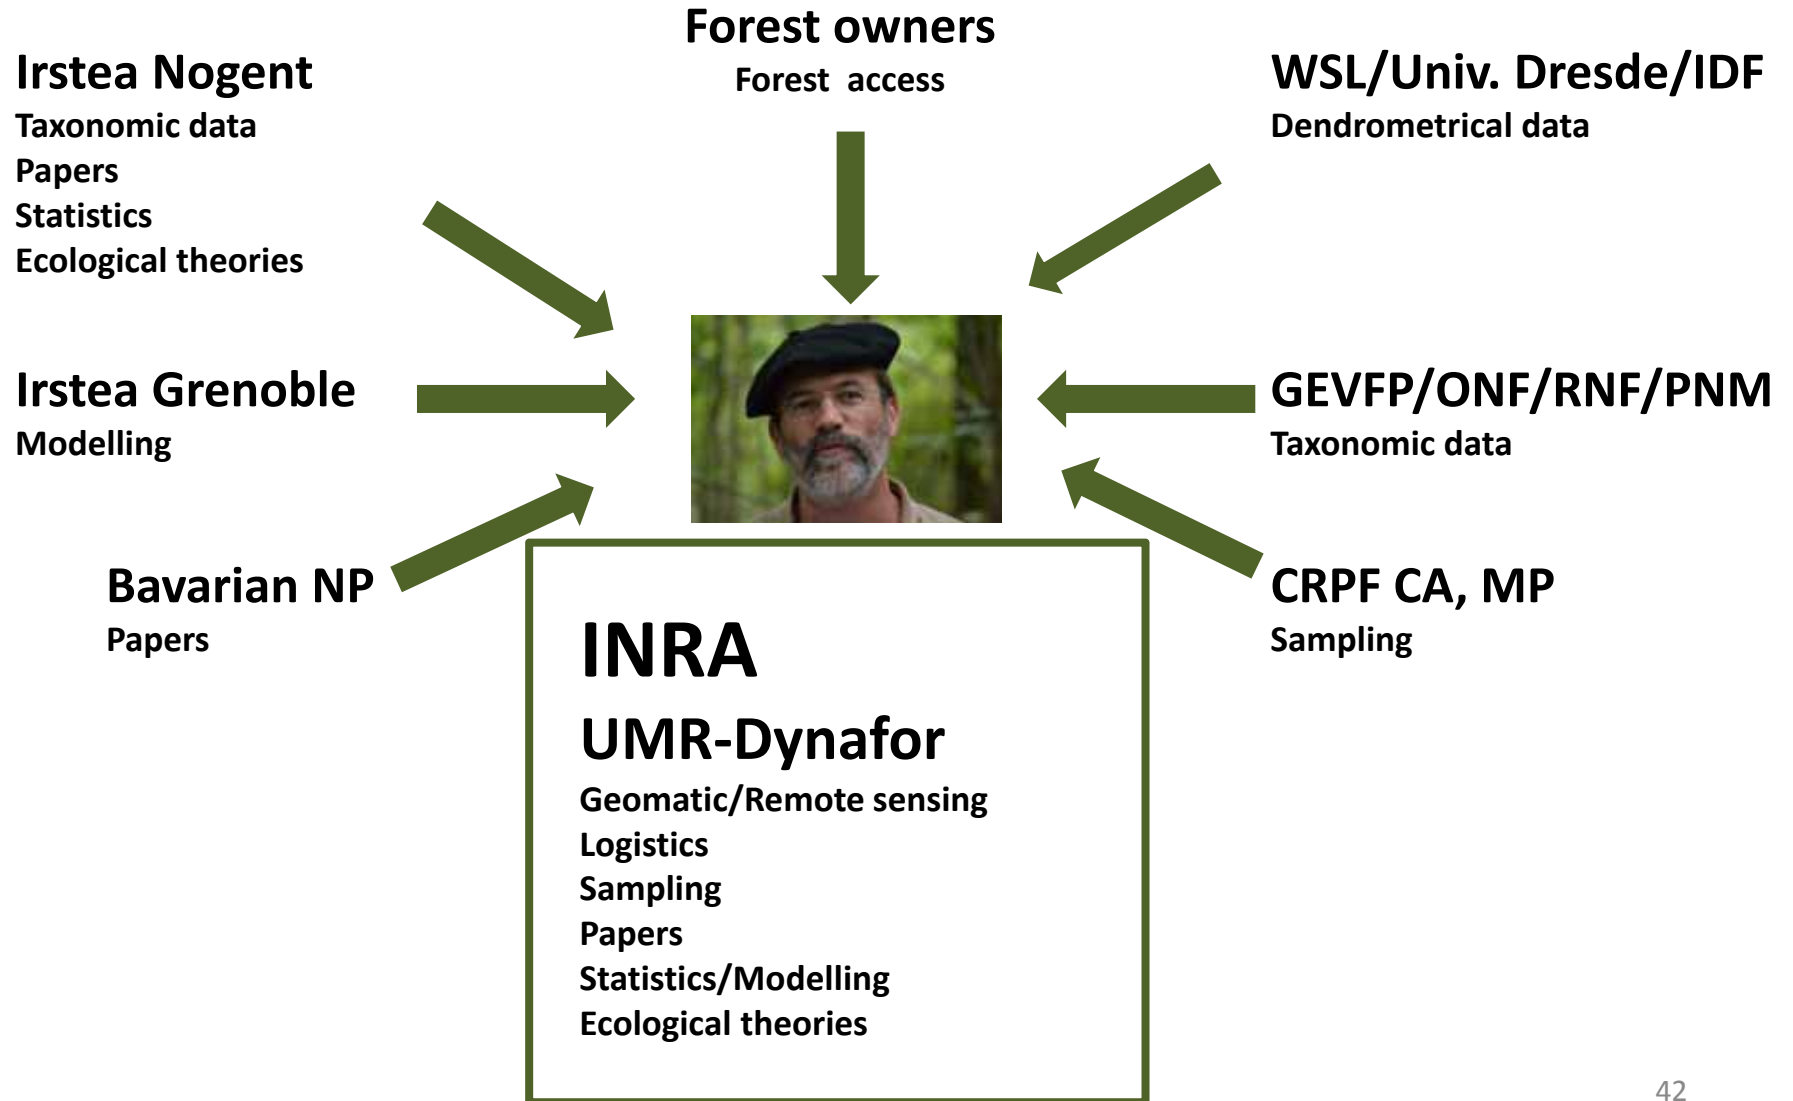 Forest owners
Forest access
Irstea Nogent
Taxonomic data
Papers
Statistics
Ecological theories
WSL/Univ. Dresde/IDF
Dendrometrical data
Irstea Grenoble
Modelling
GEVFP/ONF/RNF/PNM
Taxonomic data
Bavarian NP
Papers
CRPF CA, MP
Sampling
INRA
UMR-Dynafor
Geomatic/Remote sensing
Logistics
Sampling
Papers
Statistics/Modelling
Ecological theories
42